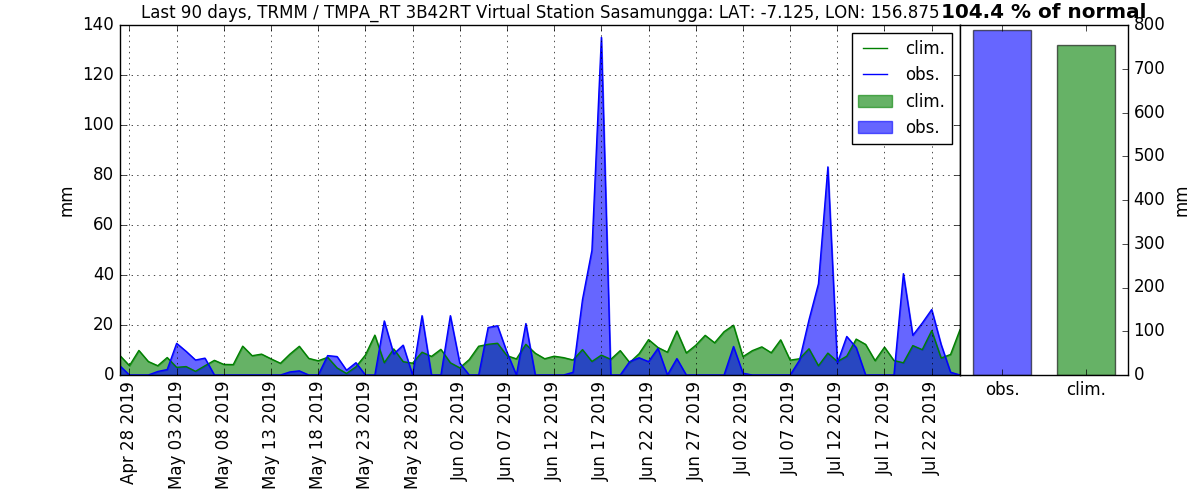 Last 90 days, TRMM / TMPA_RT 3B42RT Virtual Station Sasamungga: LAT: -7.125, LON: 156.875
104.4 % of normal
140
120
100
80
60
40
20
0
mm
clim.
obs.
clim.
obs.
800
700
600
500
400
300
200
100
0
mm
Apr 28 2019
May 03 2019
May 08 2019
May 13 2019
May 18 2019
May 23 2019
May 28 2019
Jun 02 2019
Jun 07 2019
Jun 12 2019
Jun 17 2019
Jun 22 2019
Jun 27 2019
Jul 02 2019
Jul 07 2019
Jul 12 2019
Jul 17 2019
Jul 22 2019
obs.
clim.